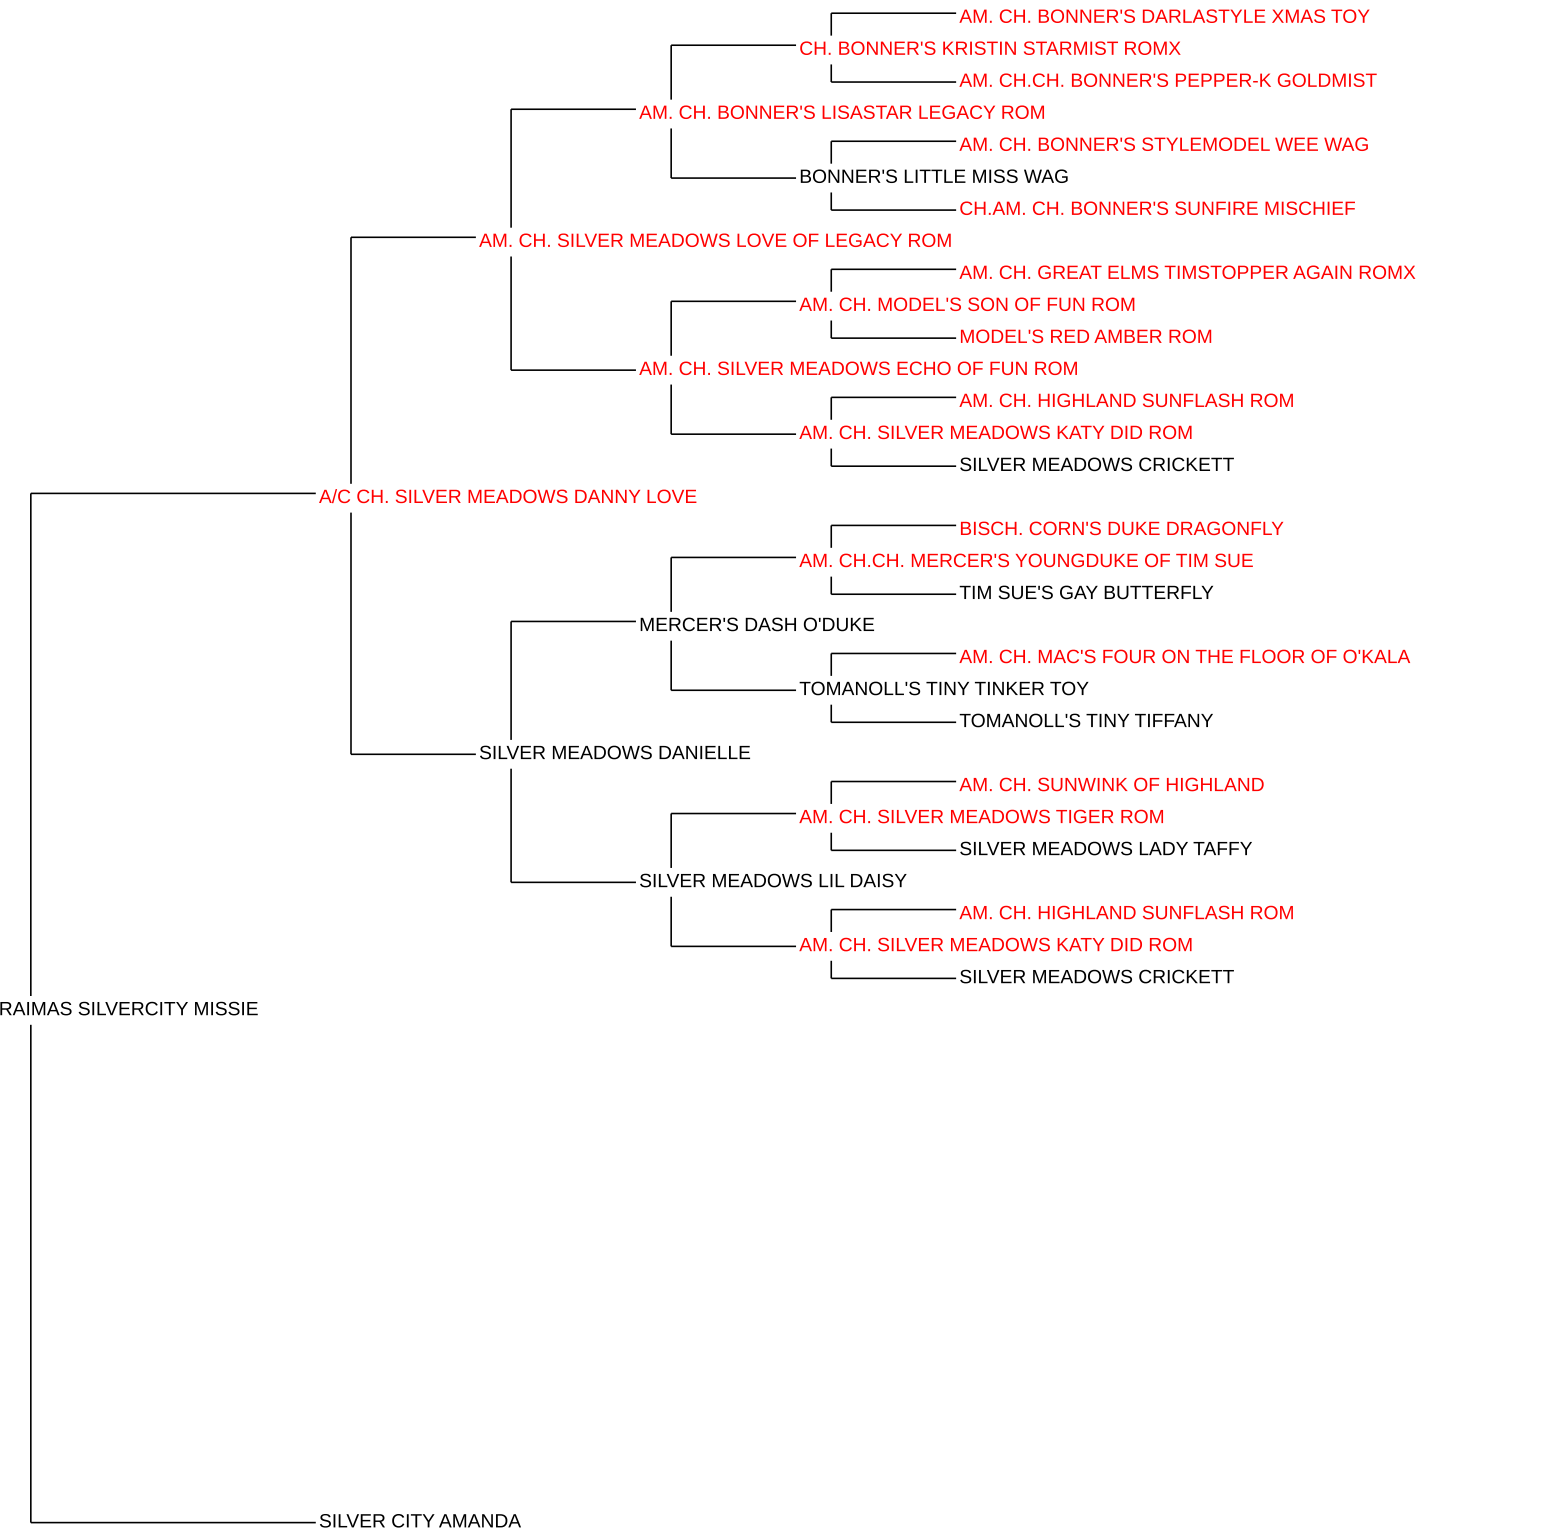 AM. CH. BONNER'S DARLASTYLE XMAS TOY
CH. BONNER'S KRISTIN STARMIST ROMX
AM. CH.CH. BONNER'S PEPPER-K GOLDMIST
AM. CH. BONNER'S LISASTAR LEGACY ROM
AM. CH. BONNER'S STYLEMODEL WEE WAG
BONNER'S LITTLE MISS WAG
CH.AM. CH. BONNER'S SUNFIRE MISCHIEF
AM. CH. SILVER MEADOWS LOVE OF LEGACY ROM
AM. CH. GREAT ELMS TIMSTOPPER AGAIN ROMX
AM. CH. MODEL'S SON OF FUN ROM
MODEL'S RED AMBER ROM
AM. CH. SILVER MEADOWS ECHO OF FUN ROM
AM. CH. HIGHLAND SUNFLASH ROM
AM. CH. SILVER MEADOWS KATY DID ROM
SILVER MEADOWS CRICKETT
A/C CH. SILVER MEADOWS DANNY LOVE
BISCH. CORN'S DUKE DRAGONFLY
AM. CH.CH. MERCER'S YOUNGDUKE OF TIM SUE
TIM SUE'S GAY BUTTERFLY
MERCER'S DASH O'DUKE
AM. CH. MAC'S FOUR ON THE FLOOR OF O'KALA
TOMANOLL'S TINY TINKER TOY
TOMANOLL'S TINY TIFFANY
SILVER MEADOWS DANIELLE
AM. CH. SUNWINK OF HIGHLAND
AM. CH. SILVER MEADOWS TIGER ROM
SILVER MEADOWS LADY TAFFY
SILVER MEADOWS LIL DAISY
AM. CH. HIGHLAND SUNFLASH ROM
AM. CH. SILVER MEADOWS KATY DID ROM
SILVER MEADOWS CRICKETT
RAIMAS SILVERCITY MISSIE
SILVER CITY AMANDA